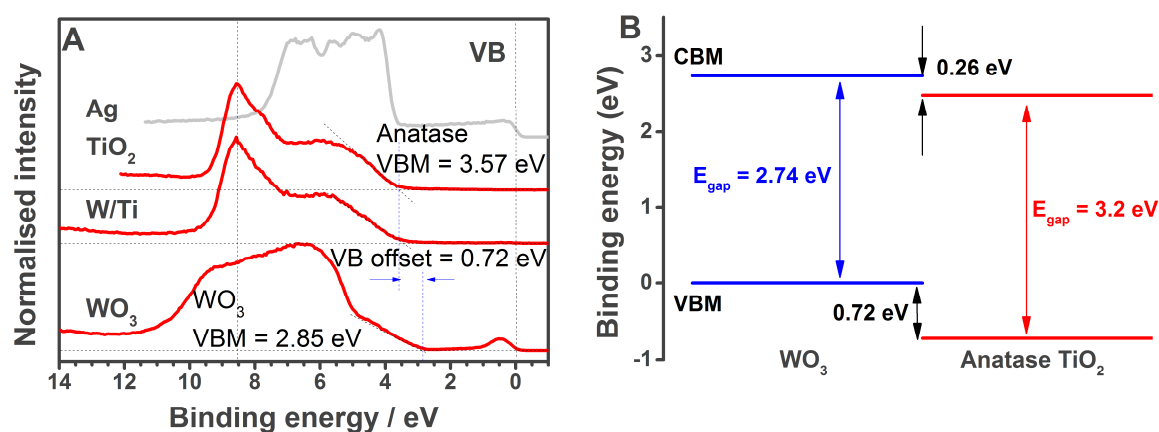 A
VB
Ag
TiO₂
Anatase
VBM = 3.57 eV
W/Ti
VB offset = 0.72 eV
WO₃
WO₃
VBM = 2.85 eV
Normalised intensity
14 12 10 8 6 4 2 0
Binding energy / eV
B
CBM
0.26 eV
E_gap = 2.74 eV
E_gap = 3.2 eV
VBM
0.72 eV
3
2
1
0
-1
Binding energy (eV)
WO₃
Anatase TiO₂